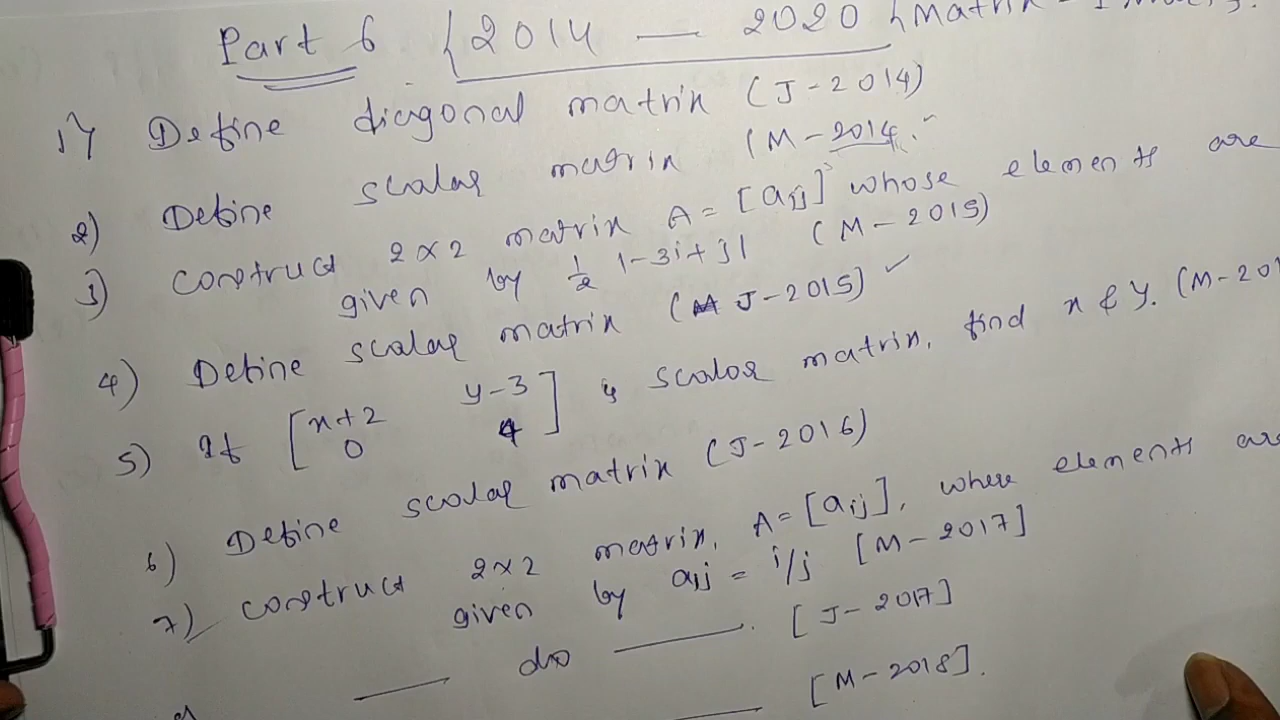 Part 6 {2014 — 2020} Matrix
1) Define diagonal matrix (J-2014)
2) Define scalar matrix (M-2014.
3) Construct 2×2 matrix A = [aij] whose elements are
given by 1/2 |-3i+j| (M-2015)
4) Define scalar matrix (J-2015) ✓
5) If [x+2 y-3
0 4] is scalar matrix, find x & y. (M-201
6) Define scalar matrix (J-2016)
7) Construct 2×2 matrix, A=[aij], where elements are
given by aij = i/j [M-2017]
— do — . [J-2017]
— [M-2018].